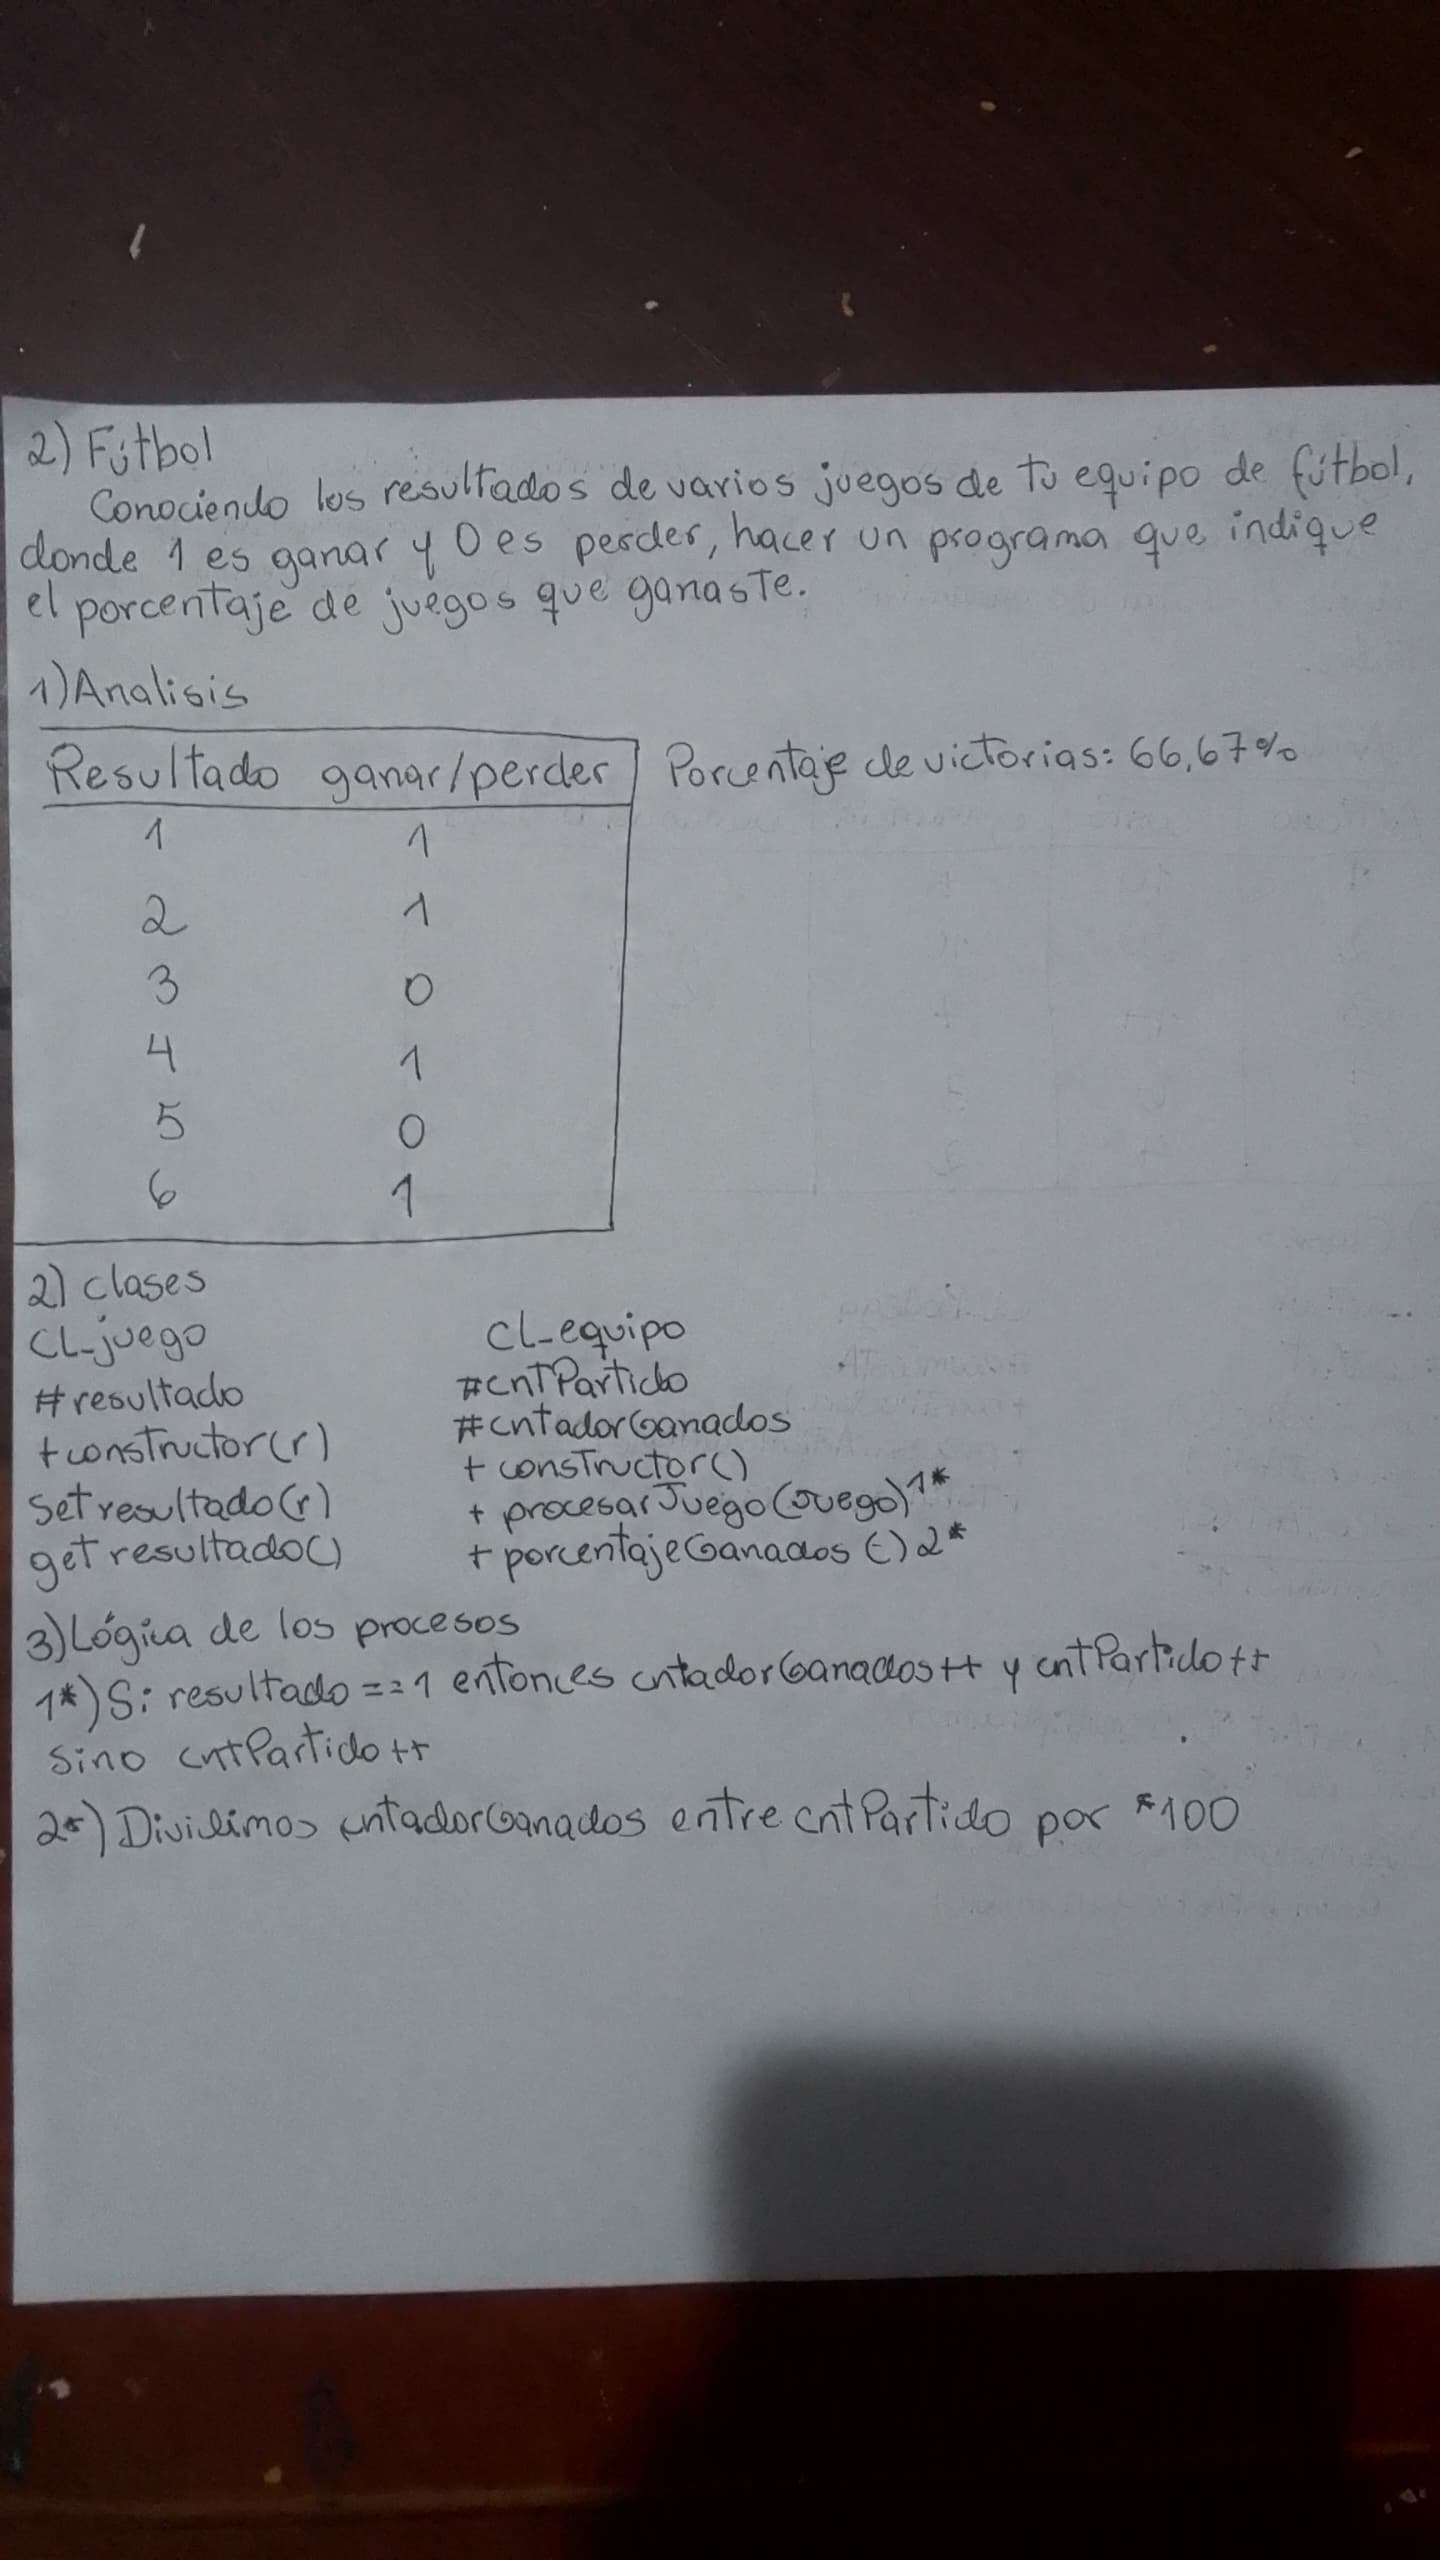 2) Fútbol
Conociendo los resultados de varios juegos de tu equipo de fútbol,
donde 1 es ganar y 0 es perder, hacer un programa que indique
el porcentaje de juegos que ganaste.
1) Analisis
Resultado ganar/perder Porcentaje de victorias: 66,67%
1 1
2 1
3 0
4 1
5 0
6 1
2) clases
CL_juego CL_equipo
#resultado #cntPartido
+constructor(r) #cntadorGanados
Set resultado(r) + constructor()
get resultado() + procesarJuego(Juego) 1*
+ porcentajeGanados () 2*
3) Lógica de los procesos
1*) Si resultado == 1 entonces cntadorGanados++ y cntPartido++
Sino cntPartido++
2*) Dividimos cntadorGanados entre cntPartido por *100